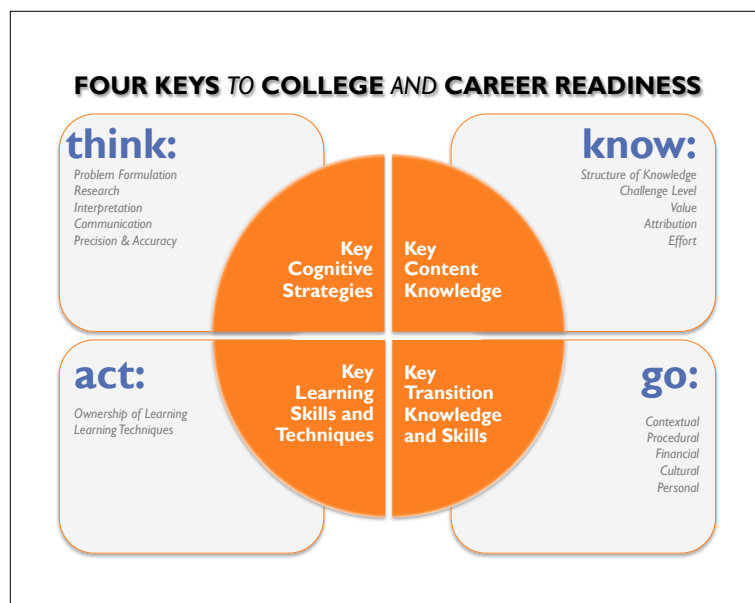 FOUR KEYS TO COLLEGE AND CAREER READINESS
think:
Problem Formulation
Research
Interpretation
Communication
Precision & Accuracy
Key
Cognitive
Strategies
know:
Structure of Knowledge
Challenge Level
Value
Attribution
Effort
Key
Content
Knowledge
act:
Ownership of Learning
Learning Techniques
Key
Learning
Skills and
Techniques
go:
Contextual
Procedural
Financial
Cultural
Personal
Key
Transition
Knowledge
and Skills